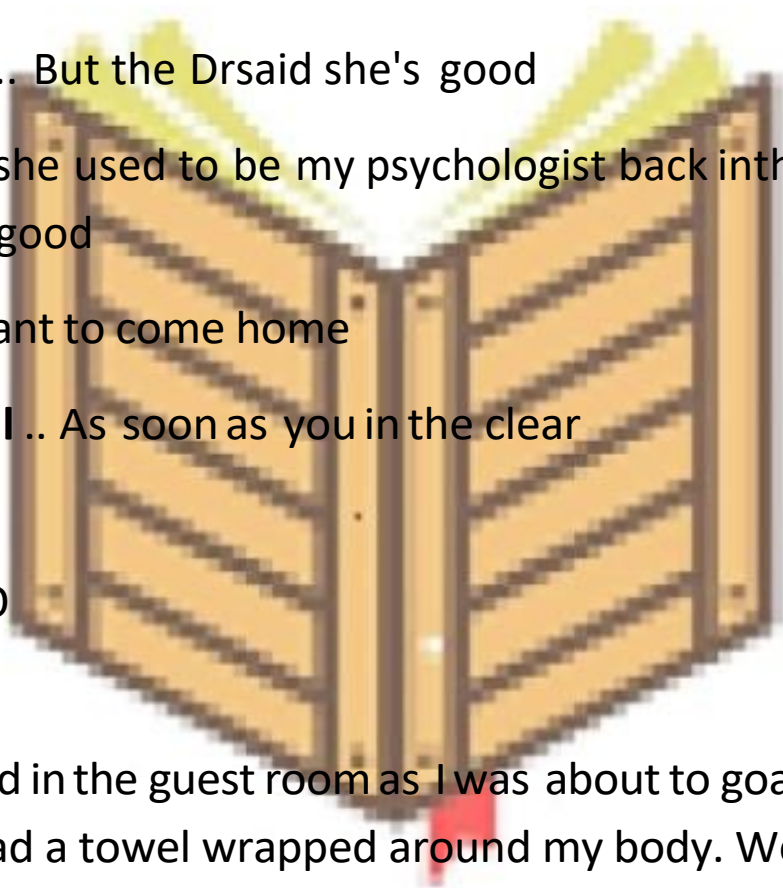 .. But the Drsaid she's good
she used to be my psychologist back inth
good
ant to come home
l .. As soon as you in the clear
d in the guest room as I was about to goa
ad a towel wrapped around my body. We